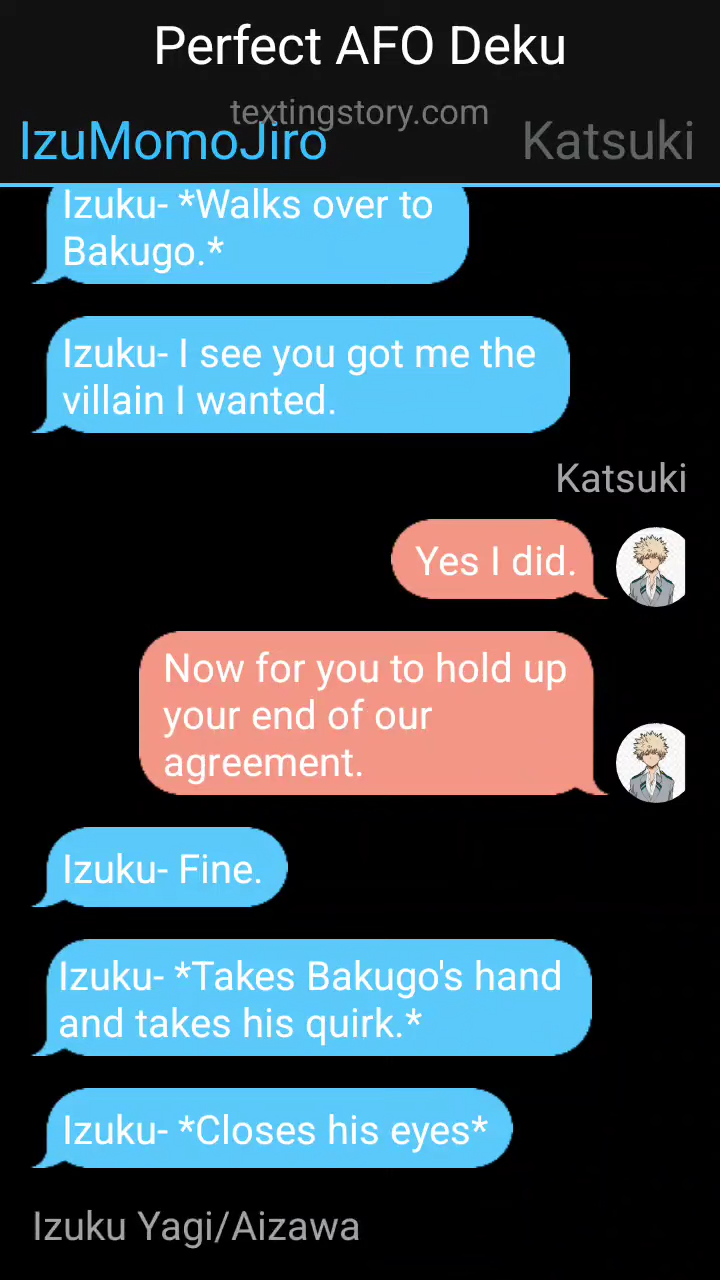 Perfect AFO Deku
textingstory.com
IzuMomoJiro
Katsuki
Izuku- *Walks over to
Bakugo.*
Izuku- I see you got me the
villain I wanted.
Katsuki
Yes I did.
Now for you to hold up
your end of our
agreement.
Izuku- Fine.
Izuku- *Takes Bakugo's hand
and takes his quirk.*
Izuku- *Closes his eyes*
Izuku Yagi/Aizawa